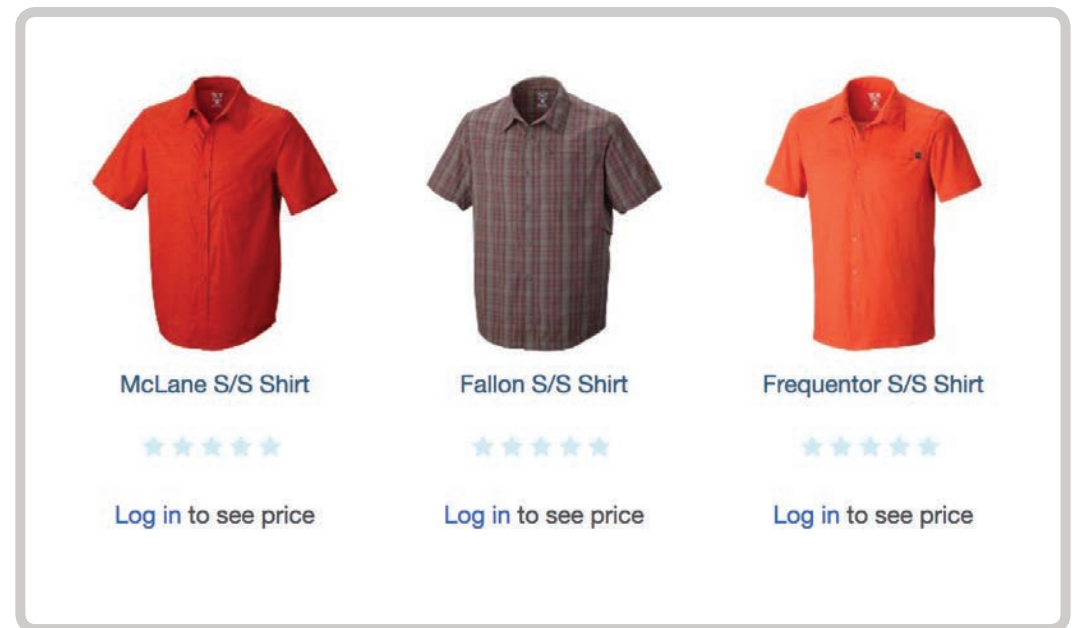 McLane S/S Shirt
Fallon S/S Shirt
Frequentor S/S Shirt
Log in to see price
Log in to see price
Log in to see price